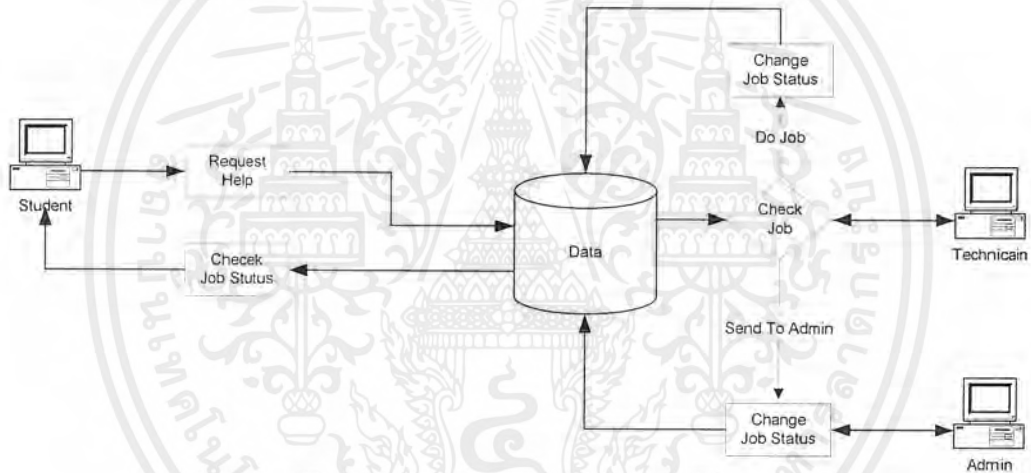 Change
Job Status
Do Job
Request
Help
Student
Check
Job
Technicain
Data
Checek
Job Stutus
Send To Admin
Change
Job Status
Admin